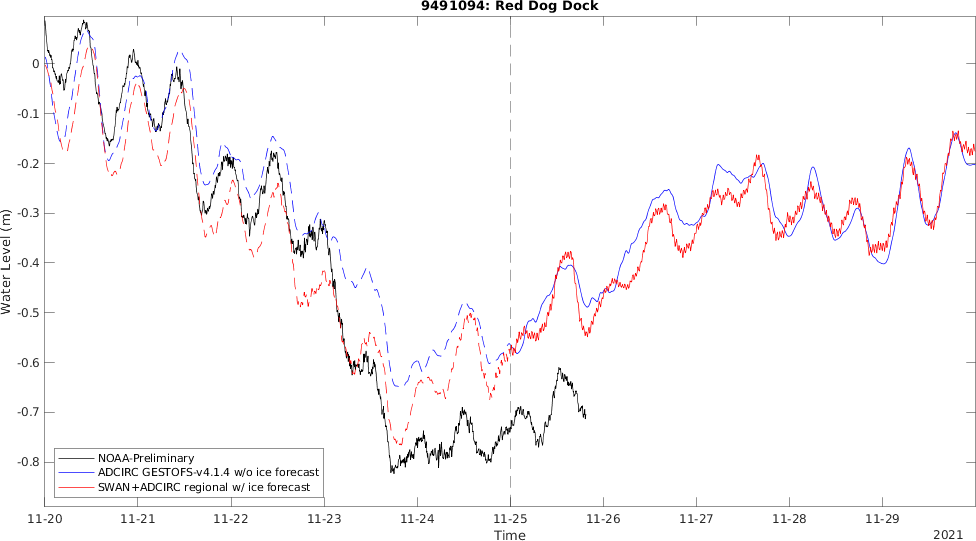 9491094: Red Dog Dock
Water Level (m)
0
-0.1
-0.2
-0.3
-0.4
-0.5
-0.6
-0.7
-0.8
NOAA-Preliminary
ADCIRC GESTOFS-v4.1.4 w/o ice forecast
SWAN+ADCIRC regional w/ ice forecast
11-20 11-21 11-22 11-23 11-24 11-25 11-26 11-27 11-28 11-29
Time
2021